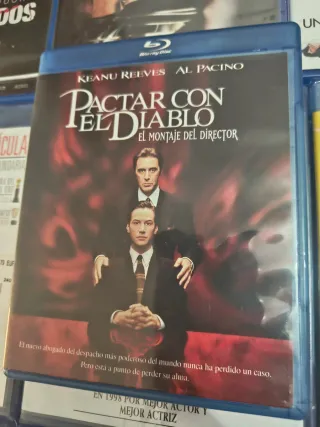 DOS
Blu-ray Disc
KEANU REEVES AL PACINO
PACTAR CON
EL DIABLO
EL MONTAJE DEL DIRECTOR
UN
El nuevo abogado del despacho más poderoso del mundo nunca ha perdido un caso.
Pero está a punto de perder su alma.
EN 1998 POR MEJOR ACTOR Y
MEJOR ACTRIZ